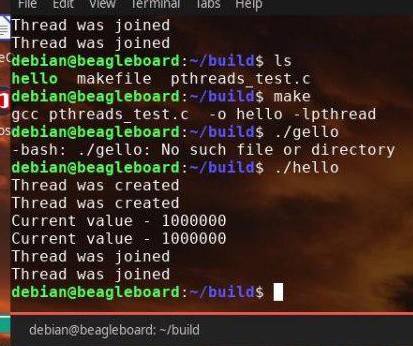 File Edit View Terminal Tabs Help
Thread was joined
Thread was joined
debian@beagleboard:~/build$ ls
hello makefile pthreads_test.c
debian@beagleboard:~/build$ make
gcc pthreads_test.c -o hello -lpthread
debian@beagleboard:~/build$ ./gello
-bash: ./gello: No such file or directory
debian@beagleboard:~/build$ ./hello
Thread was created
Thread was created
Current value - 1000000
Current value - 1000000
Thread was joined
Thread was joined
debian@beagleboard:~/build$
debian@beagleboard: ~/build